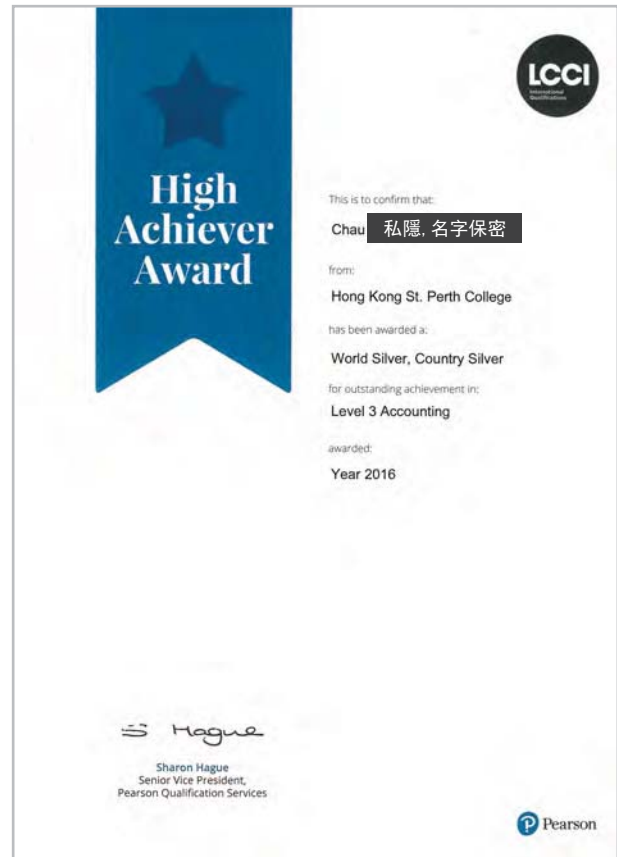 LCCI
International
Qualifications
High
Achiever
Award
This is to confirm that:
Chau 私隱, 名字保密
from:
Hong Kong St. Perth College
has been awarded a:
World Silver, Country Silver
for outstanding achievement in:
Level 3 Accounting
awarded:
Year 2016
S Hague
Sharon Hague
Senior Vice President,
Pearson Qualification Services
Pearson